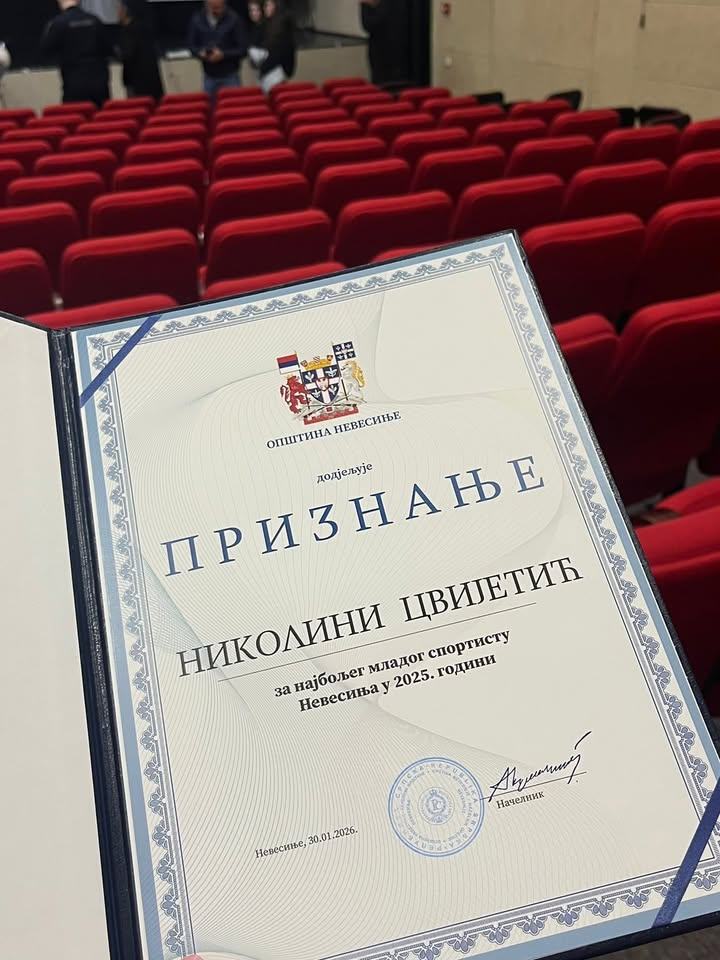 ОПШТИНА НЕВЕСИЊЕ
додјељује
ПРИЗНАЊЕ
НИКОЛИНИ ЦВИЈЕТИЋ
за најбољег младог спортисту
Невесиња у 2025. години
Начелник
Невесиње, 30.01.2026.